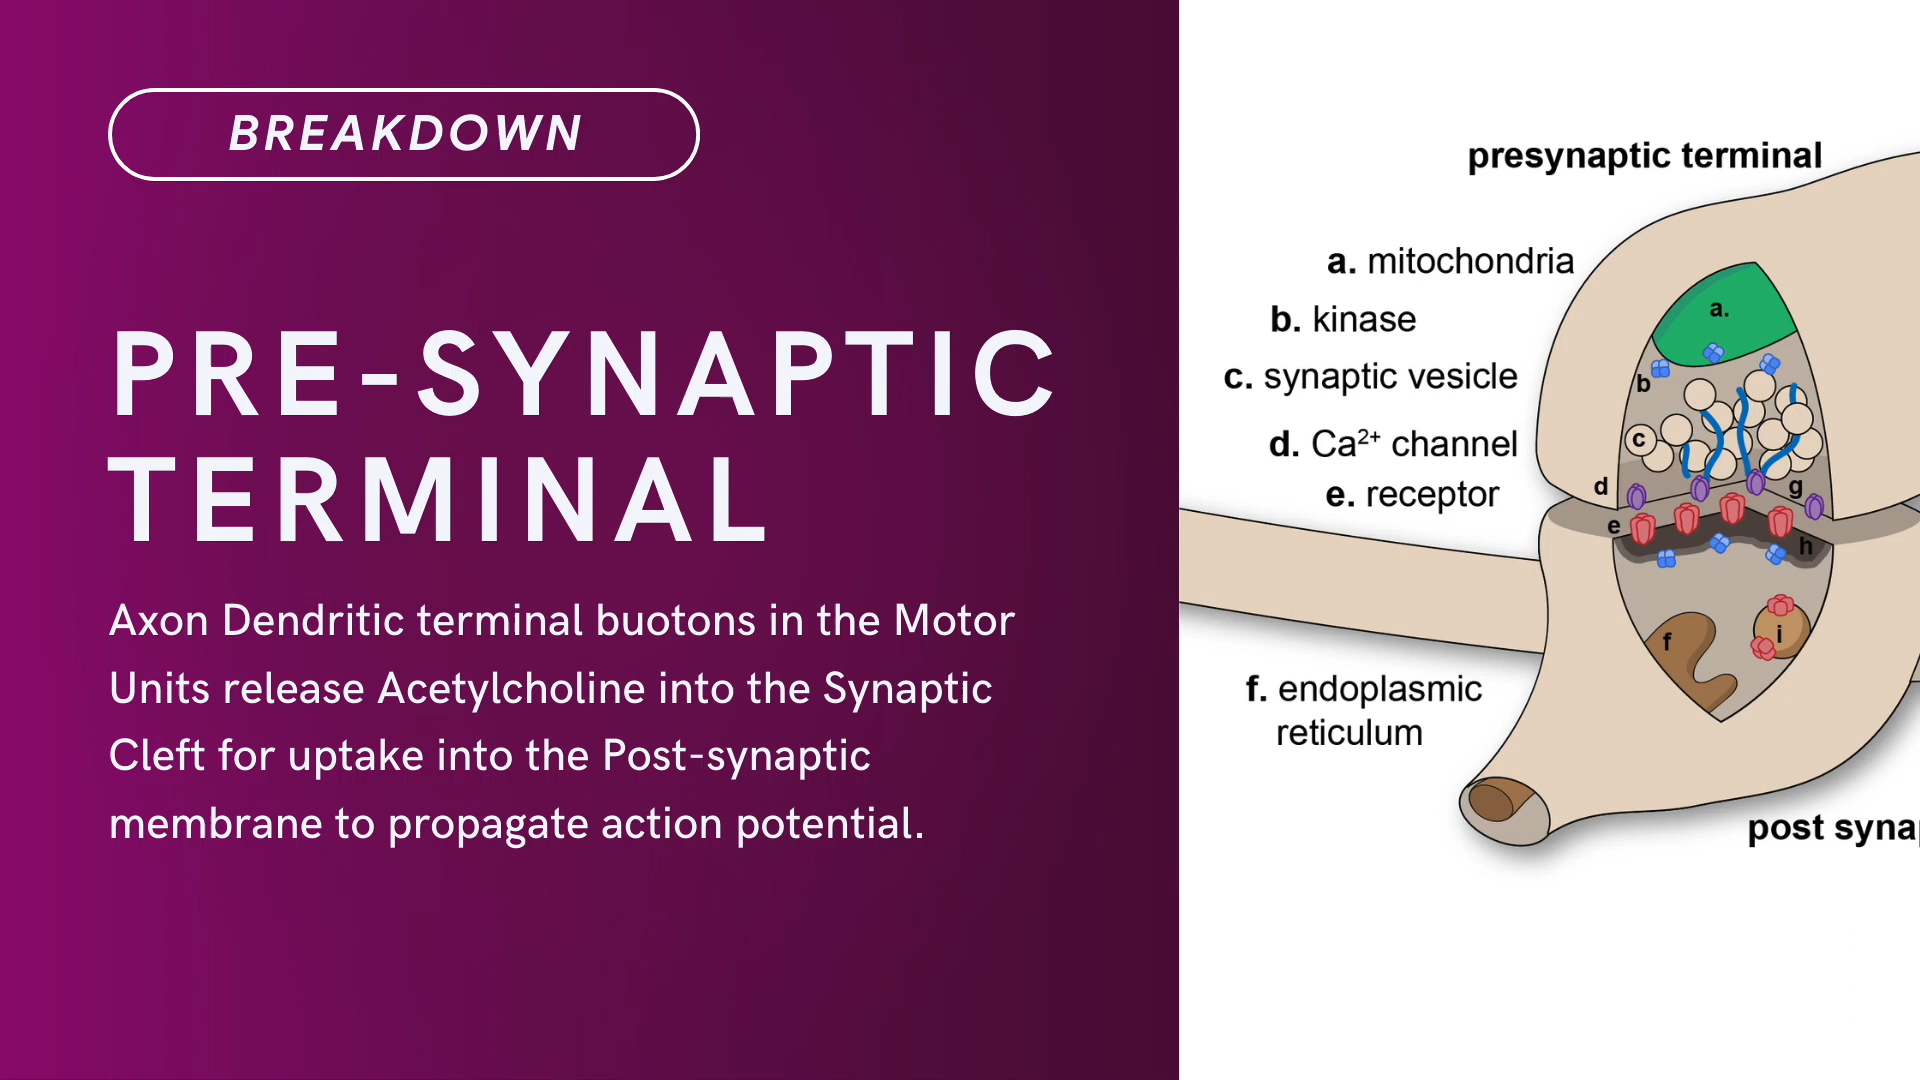 BREAKDOWN
PRE-SYNAPTIC
TERMINAL
Axon Dendritic terminal buotons in the Motor
Units release Acetylcholine into the Synaptic
Cleft for uptake into the Post-synaptic
membrane to propagate action potential.
presynaptic terminal
a. mitochondria
b. kinase
c. synaptic vesicle
d. Ca²⁺ channel
e. receptor
f. endoplasmic
reticulum
a.
b
c
d
g
e
h
f
i
post synap